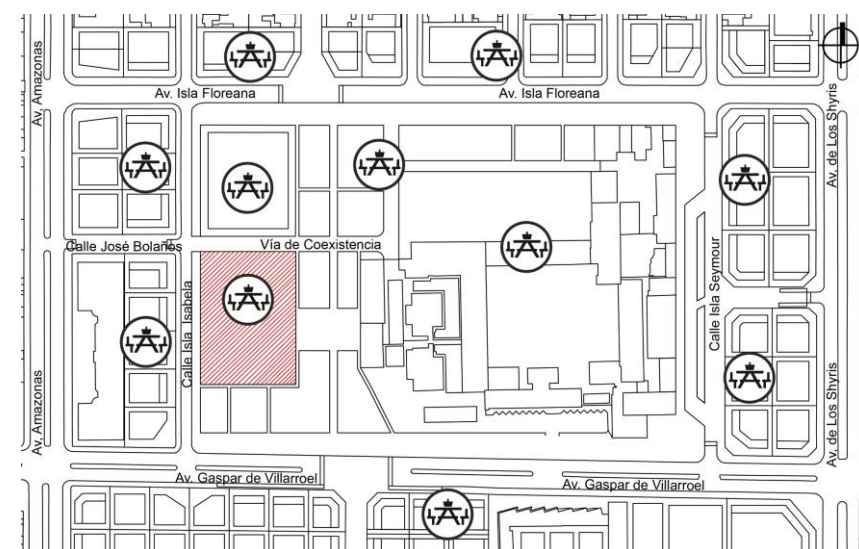 Av. Amazonas
Av. Isla Floreana
Av. Isla Floreana
Av. de Los Shyris
Calle José Bolaños
Vía de Coexistencia
Calle Isla Isabela
Calle Isla Seymour
Av, Amazonas
Av. de Los Shyris
Av. Gaspar de Villarroel
Av. Gaspar de Villarroel